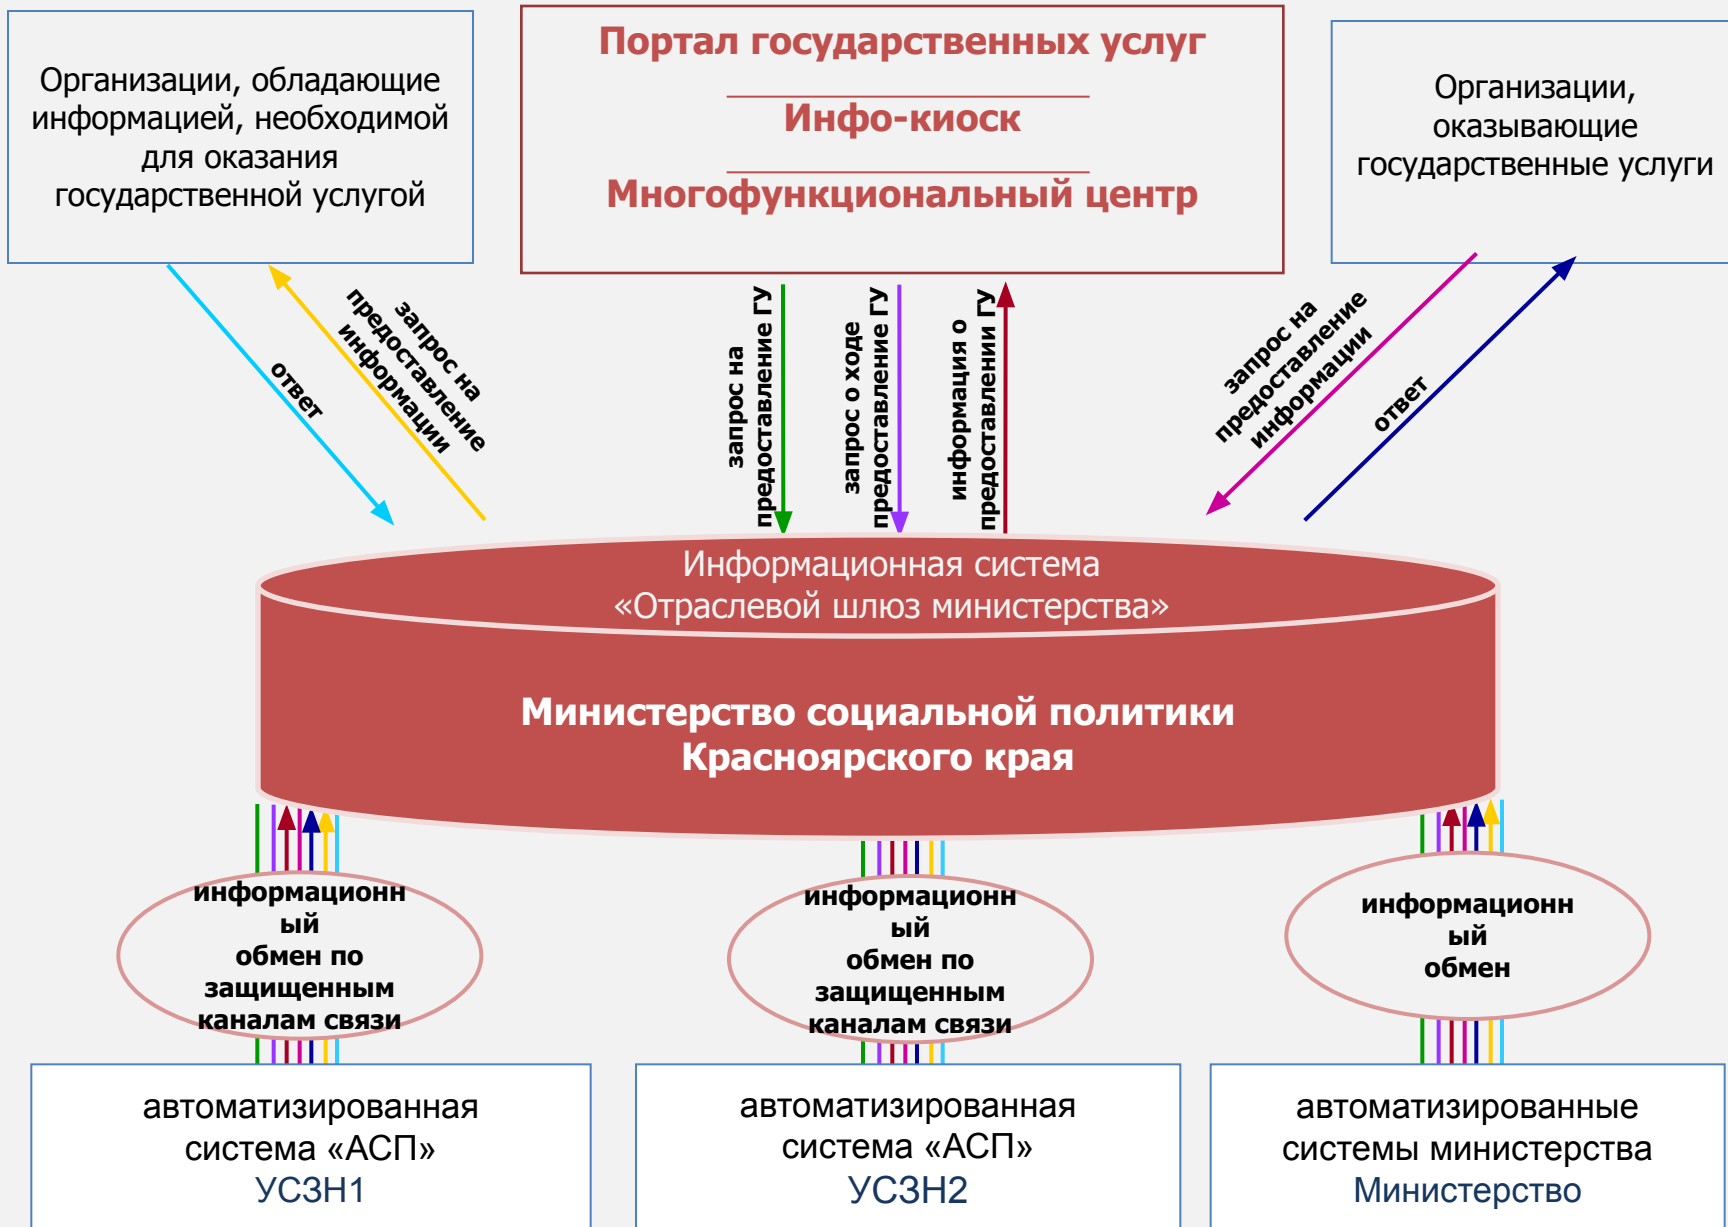 Организации, обладающие
информацией, необходимой
для оказания
государственной услугой
Портал государственных услуг
Инфо-киоск
Многофункциональный центр
Организации,
оказывающие
государственные услуги
ответ
запрос на
предоставление
информации
запрос на
предоставление ГУ
запрос о ходе
предоставление ГУ
информация о
предоставлении ГУ
запрос на
предоставление
информации
ответ
Информационная система
«Отраслевой шлюз министерства»
Министерство социальной политики
Красноярского края
информационн
ый
обмен по
защищенным
каналам связи
информационн
ый
обмен по
защищенным
каналам связи
информационн
ый
обмен
автоматизированная
система «АСП»
УСЗН1
автоматизированная
система «АСП»
УСЗН2
автоматизированные
системы министерства
Министерство